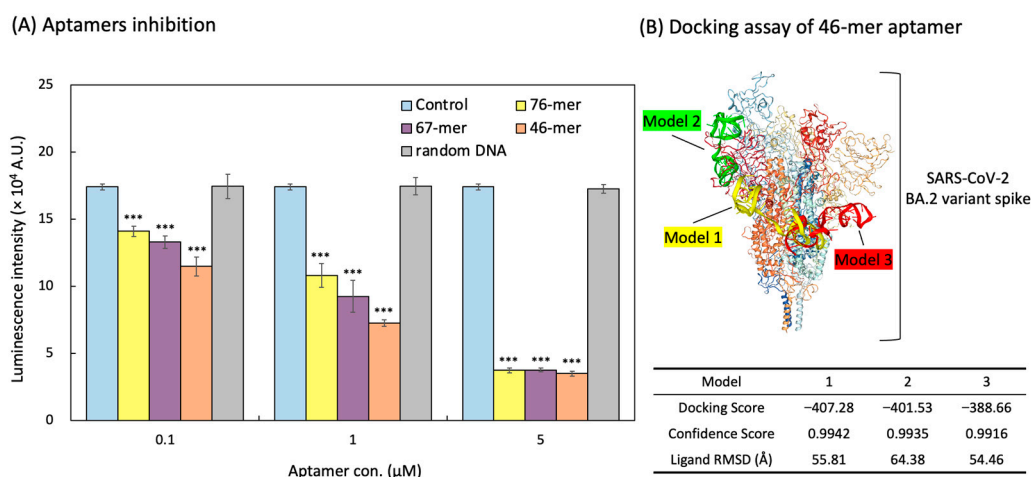 (A) Aptamers inhibition
Luminescence intensity (× 10⁴ A.U.)
25
20
15
10
5
0
Control
76-mer
67-mer
46-mer
random DNA
***
***
***
***
***
***
***
***
***
0.1
1
5
Aptamer con. (μM)
(B) Docking assay of 46-mer aptamer
Model 2
Model 1
Model 3
SARS-CoV-2
BA.2 variant spike
Model 1 2 3
Docking Score −407.28 −401.53 −388.66
Confidence Score 0.9942 0.9935 0.9916
Ligand RMSD (Å) 55.81 64.38 54.46